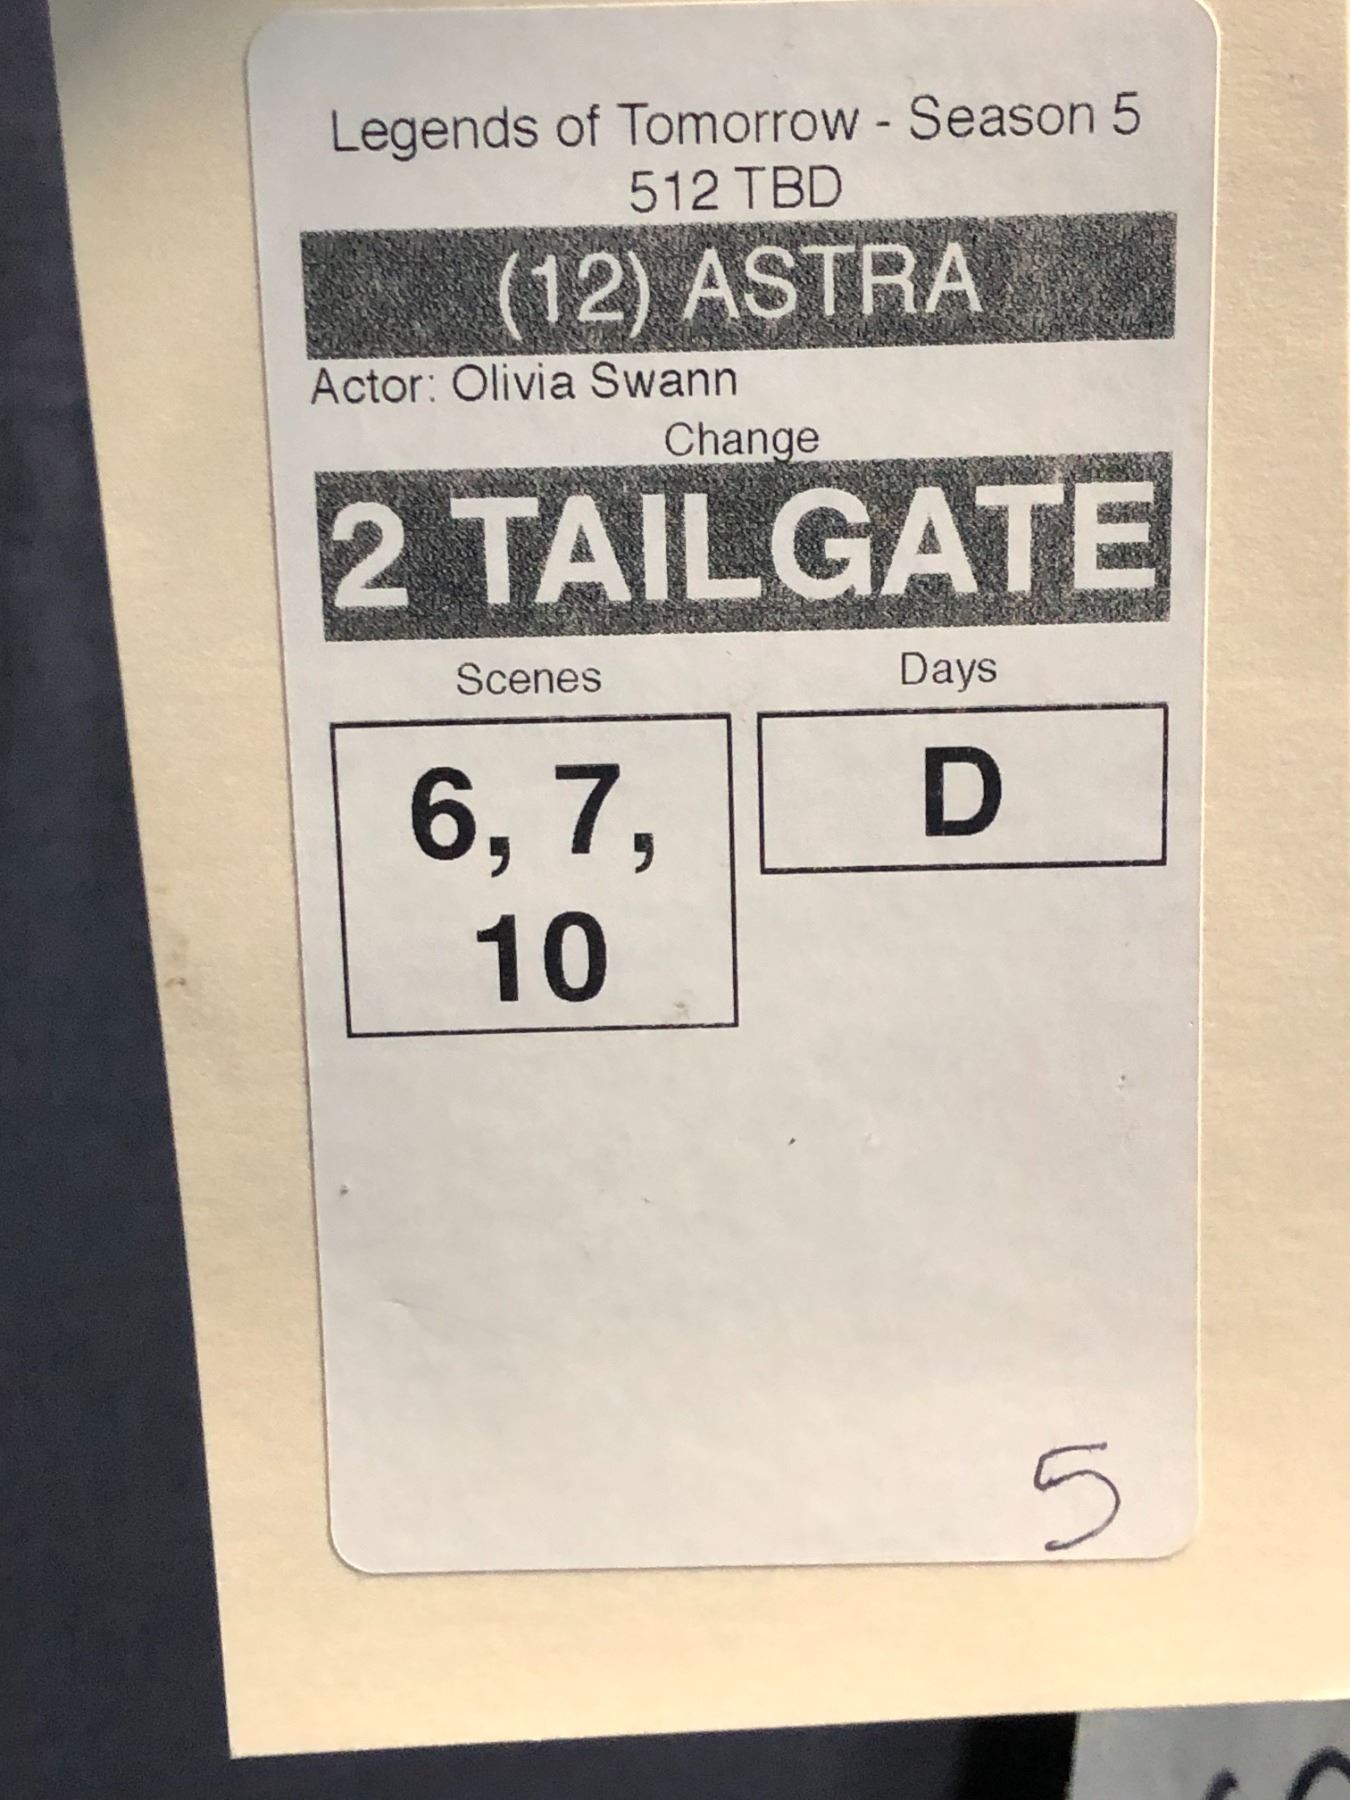 Legends of Tomorrow - Season 5
512 TBD
(12) ASTRA
Actor: Olivia Swann
Change
2 TAILGATE
Scenes Days
6, 7, D
10
5